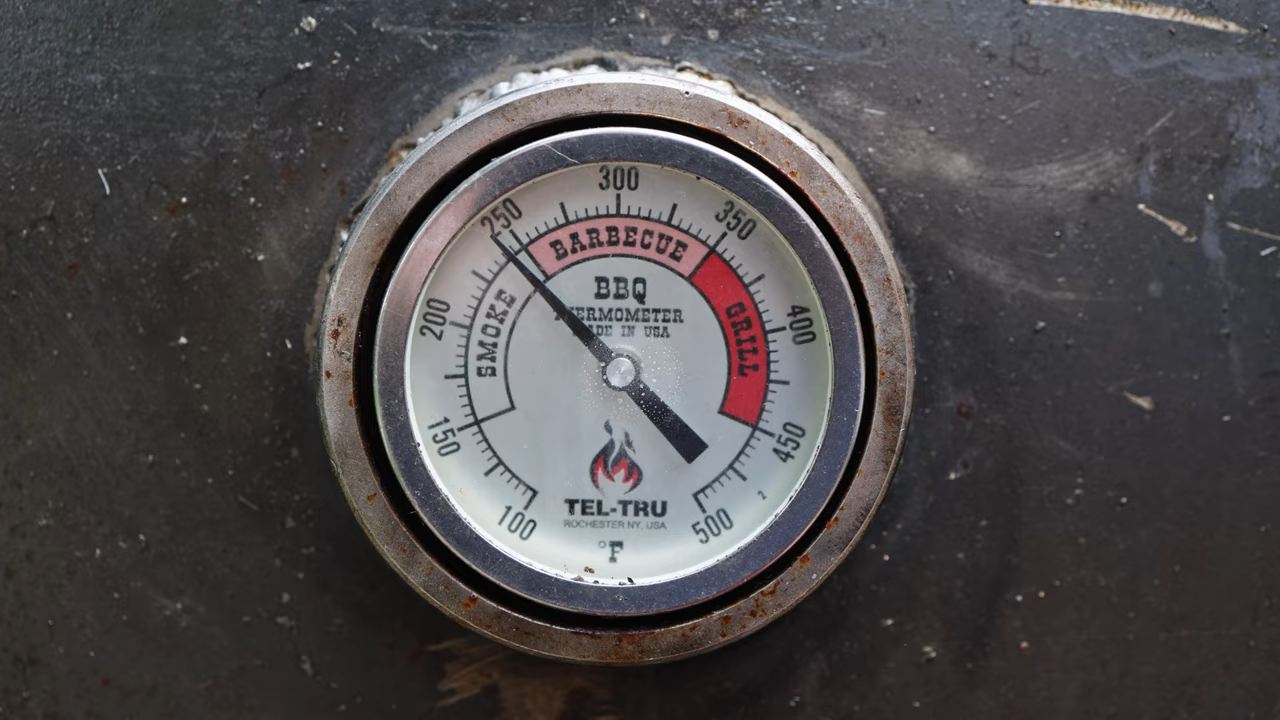 300
250
350
BARBECUE
BBQ
THERMOMETER
MADE IN USA
200
SMOKE
GRILL
400
150
450
TEL-TRU
ROCHESTER NY, USA
100
500
°F
2